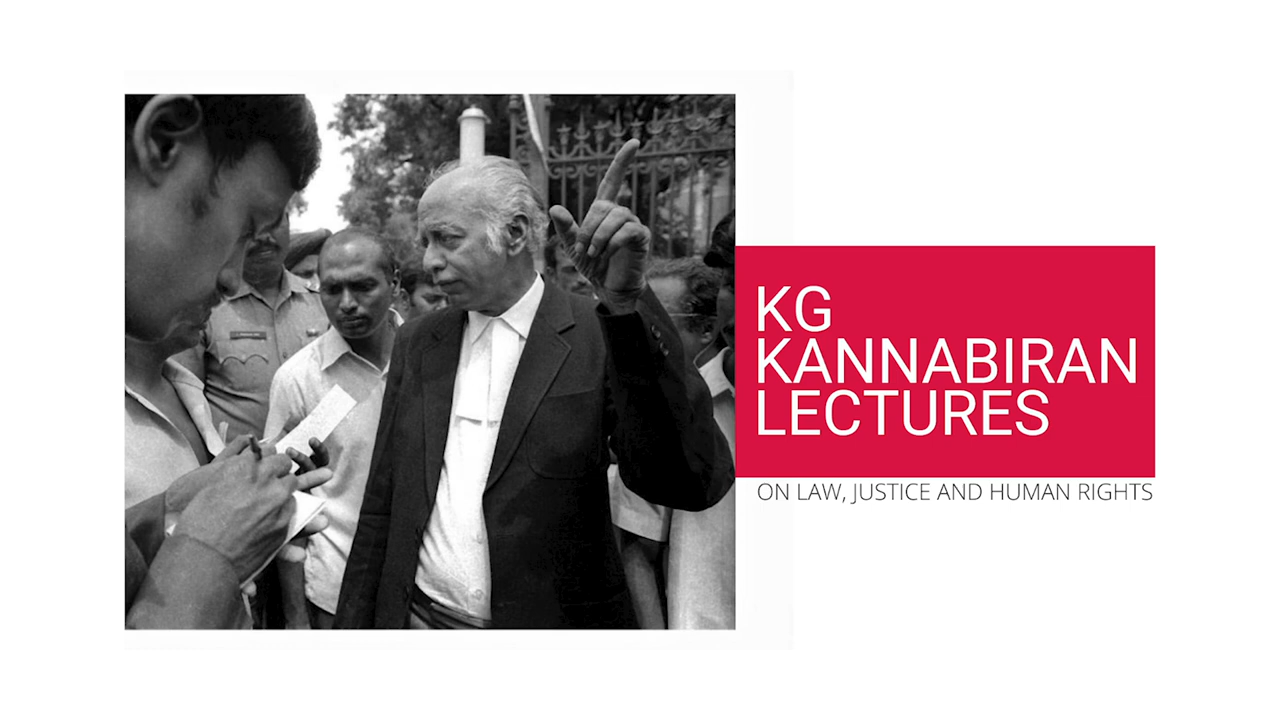 KG
KANNABIRAN
LECTURES
ON LAW, JUSTICE AND HUMAN RIGHTS